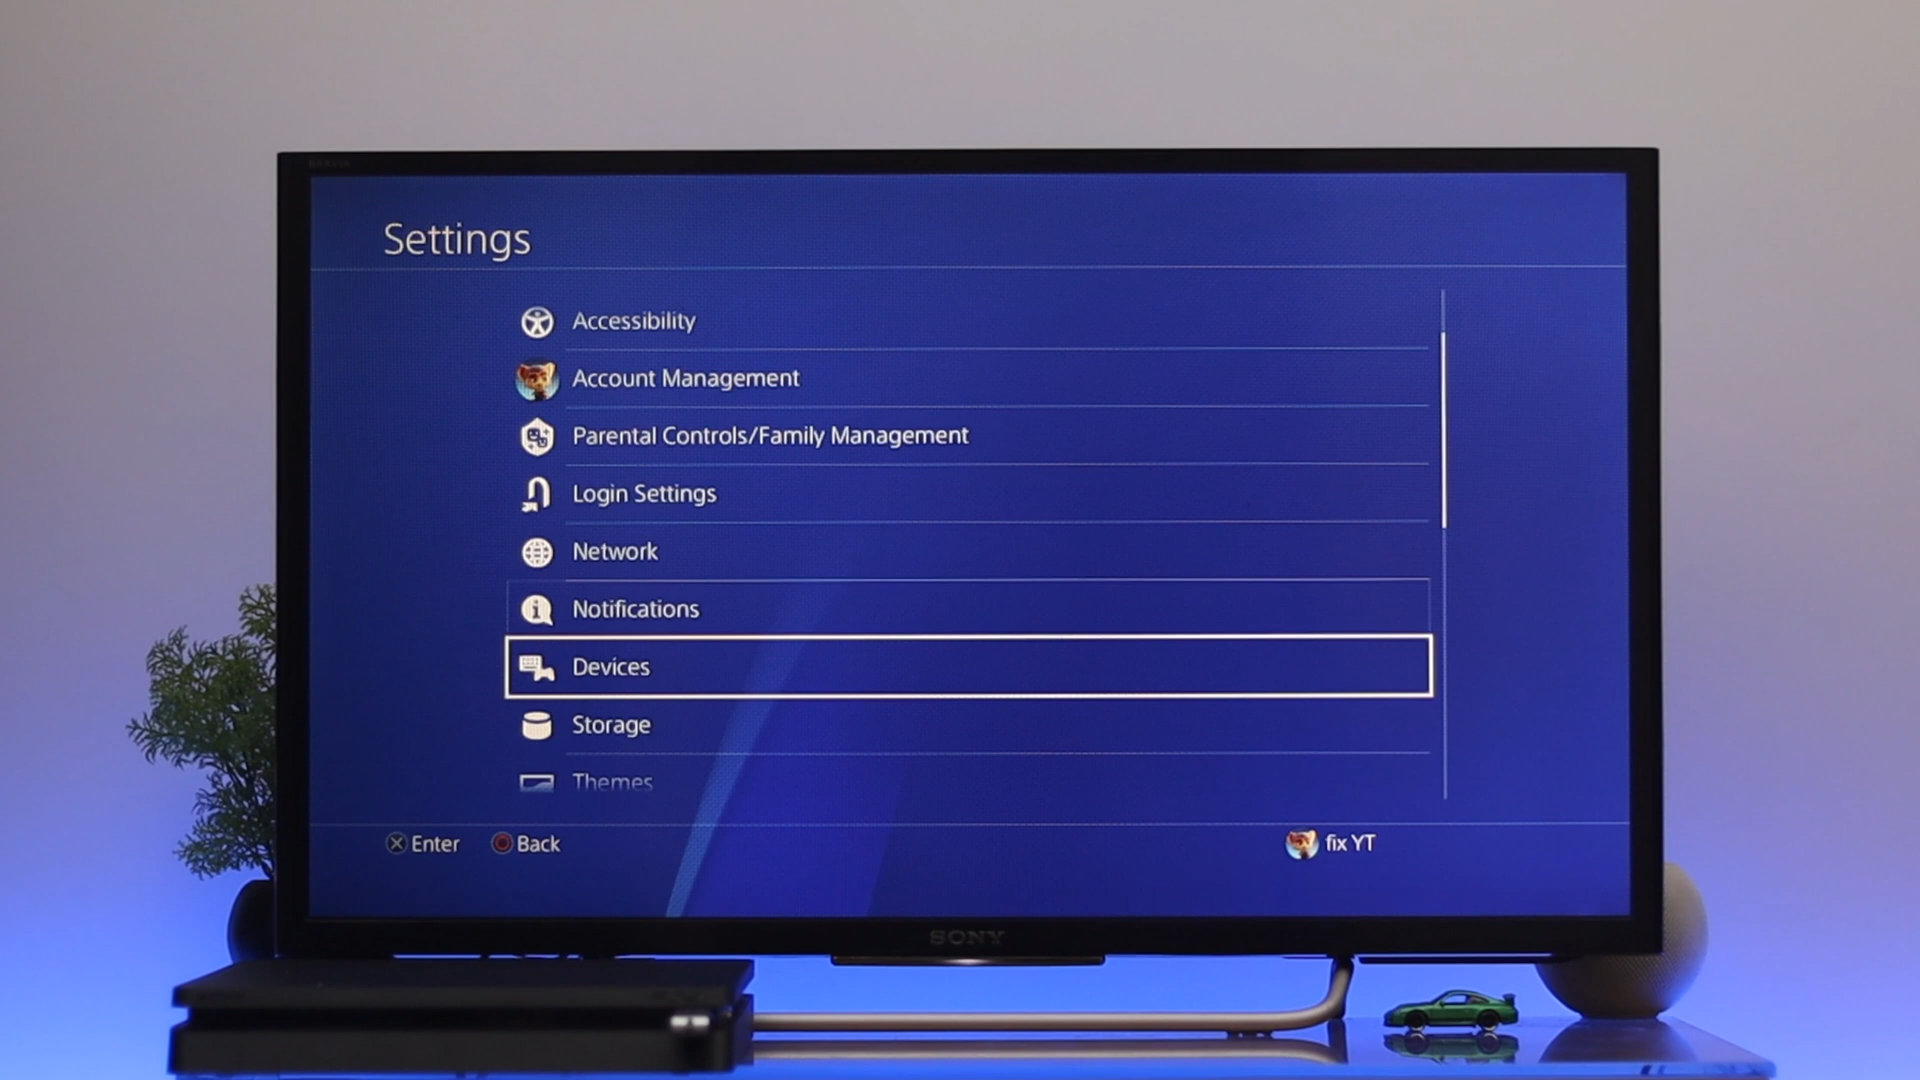 BRAVIA
Settings
Accessibility
Account Management
Parental Controls/Family Management
Login Settings
Network
Notifications
Devices
Storage
Themes
Enter
Back
fix YT
SONY